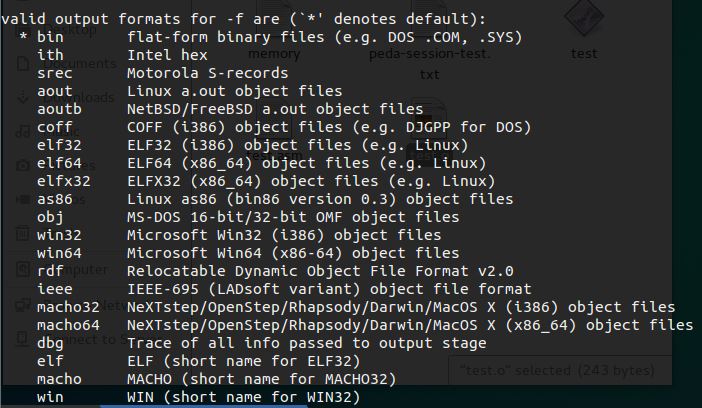 valid output formats for -f are (`*' denotes default):
* bin flat-form binary files (e.g. DOS .COM, .SYS)
ith Intel hex
srec Motorola S-records
aout Linux a.out object files
aoutb NetBSD/FreeBSD a.out object files
coff COFF (i386) object files (e.g. DJGPP for DOS)
elf32 ELF32 (i386) object files (e.g. Linux)
elf64 ELF64 (x86_64) object files (e.g. Linux)
elfx32 ELFX32 (x86_64) object files (e.g. Linux)
as86 Linux as86 (bin86 version 0.3) object files
obj MS-DOS 16-bit/32-bit OMF object files
win32 Microsoft Win32 (i386) object files
win64 Microsoft Win64 (x86-64) object files
rdf Relocatable Dynamic Object File Format v2.0
ieee IEEE-695 (LADsoft variant) object file format
macho32 NeXTstep/OpenStep/Rhapsody/Darwin/MacOS X (i386) object files
macho64 NeXTstep/OpenStep/Rhapsody/Darwin/MacOS X (x86_64) object files
dbg Trace of all info passed to output stage
elf ELF (short name for ELF32)
macho MACHO (short name for MACHO32)
win WIN (short name for WIN32)
Desktop
Documents
Downloads
memory
peda-session-test.
txt
test
Computer
"test.o" selected (243 bytes)